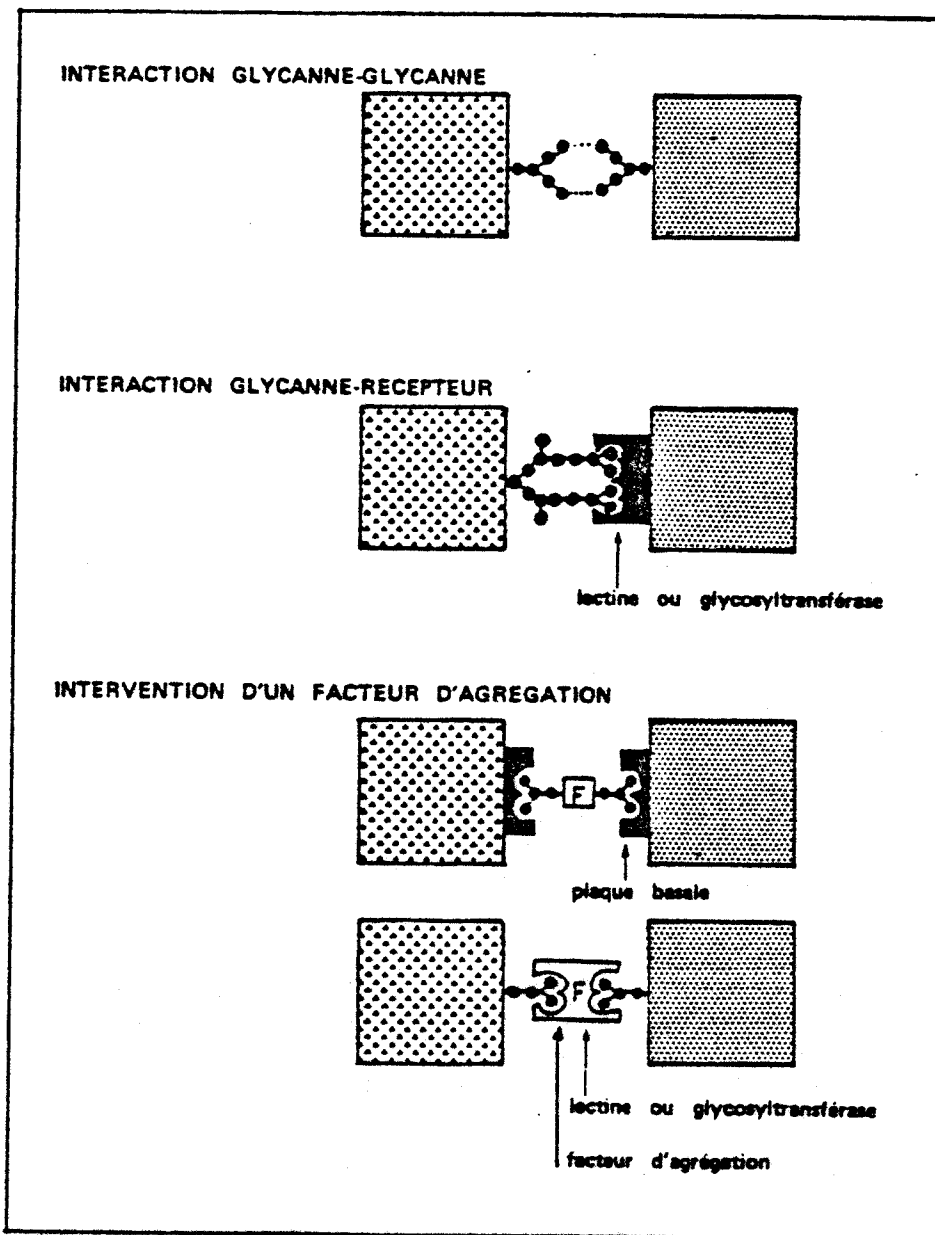 INTERACTION GLYCANNE-GLYCANNE
INTERACTION GLYCANNE-RECEPTEUR
lectine ou glycosyltransférase
INTERVENTION D'UN FACTEUR D'AGREGATION
F
plaque basale
F
lectine ou glycosyltransférase
facteur d'agrégation